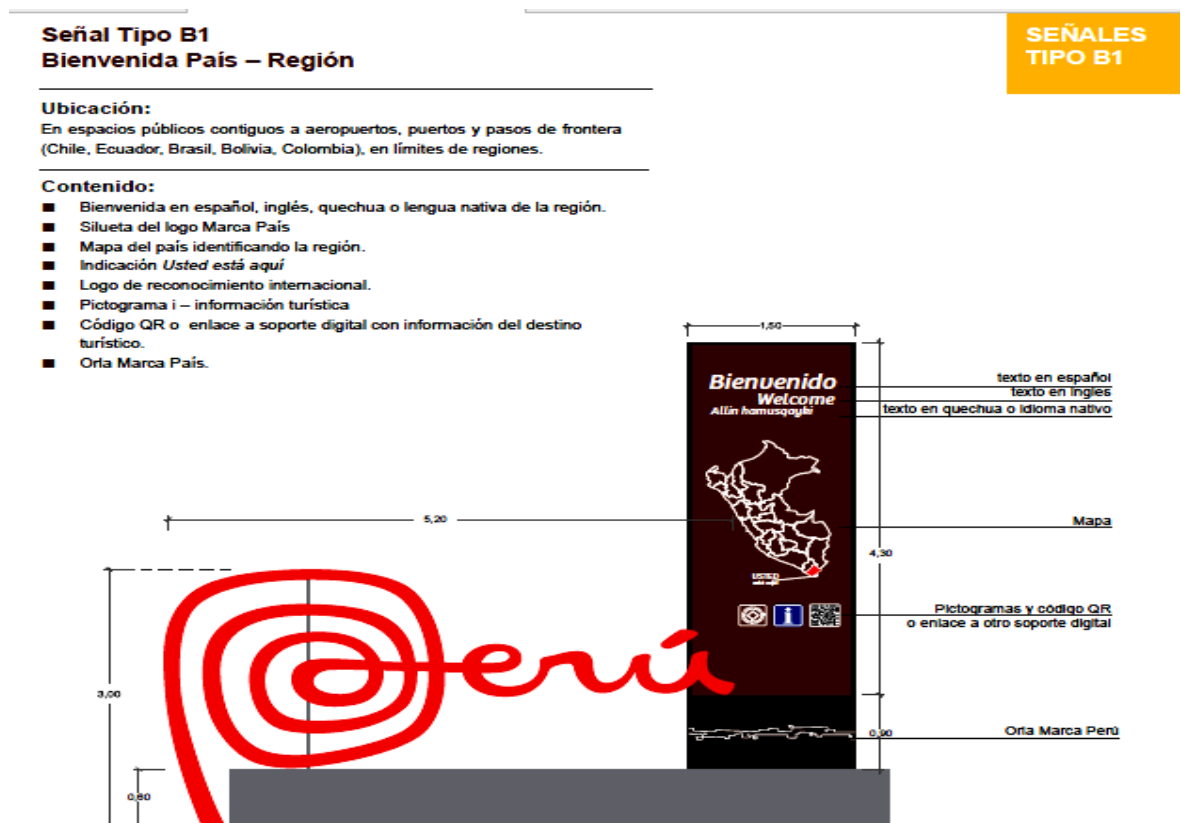 Señal Tipo B1
Bienvenida País – Región
SEÑALES
TIPO B1
Ubicación:
En espacios públicos contiguos a aeropuertos, puertos y pasos de frontera
(Chile, Ecuador, Brasil, Bolivia, Colombia), en límites de regiones.
Contenido:
■ Bienvenida en español, inglés, quechua o lengua nativa de la región.
■ Silueta del logo Marca País
■ Mapa del país identificando la región.
■ Indicación Usted está aquí
■ Logo de reconocimiento internacional.
■ Pictograma i – información turística
■ Código QR o enlace a soporte digital con información del destino
turístico.
■ Orla Marca País.
1,50
Bienvenido
Welcome
Allin hamusqayki
texto en español
texto en ingles
texto en quechua o idioma nativo
5,20
Mapa
4,30
USTED
i
Pictogramas y código QR
o enlace a otro soporte digital
Perú
3,00
0,90
Orla Marca Perú
0,60